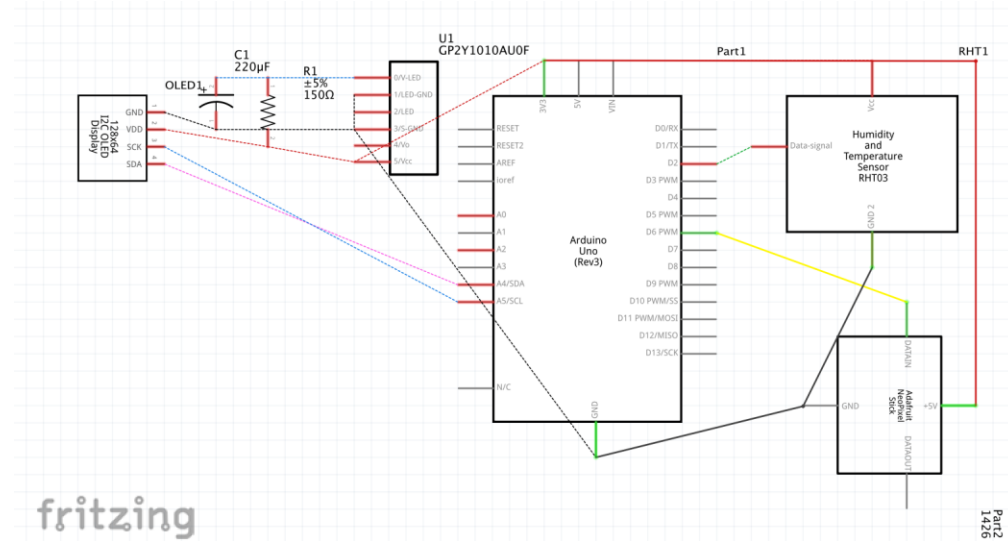 U1
GP2Y1010AU0F
Part1
RHT1
C1
220µF
R1
±5%
150Ω
OLED1
+
0/V-LED
1/LED-GND
2/LED
3/S-GND
4/Vo
5/Vcc
GND
VDD
SCK
SDA
1
2
3
4
128x64
I2C OLED
Display
3V3
5V
VIN
RESET
RESET2
AREF
ioref
A0
A1
A2
A3
A4/SDA
A5/SCL
N/C
GND
Arduino
Uno
(Rev3)
D0/RX
D1/TX
D2
D3 PWM
D4
D5 PWM
D6 PWM
D7
D8
D9 PWM
D10 PWM/SS
D11 PWM/MOSI
D12/MISO
D13/SCK
VCC
Data-signal
Humidity
and
Temperature
Sensor
RHT03
GND 2
DATAIN
GND
+5V
Adafruit
NeoPixel
Stick
DATAOUT
Part2
1426
fritzing